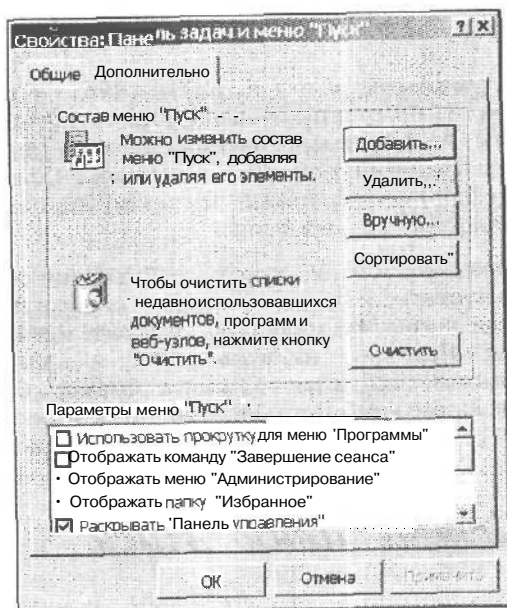 Свойства: Панель задач и меню "Пуск"
Общие Дополнительно
Состав меню "Пуск"
Можно изменить состав
меню "Пуск", добавляя
или удаляя его элементы.
Добавить...
Удалить...
Вручную...
Сортировать"
Чтобы очистить списки
недавно использовавшихся
документов, программ и
веб-узлов, нажмите кнопку
"Очистить".
Очистить
Параметры меню "Пуск"
Использовать прокрутку для меню 'Программы"
Отображать команду "Завершение сеанса"
• Отображать меню "Администрирование"
• Отображать папку "Избранное"
Раскрывать 'Панель управления"
ОК Отмена Применить